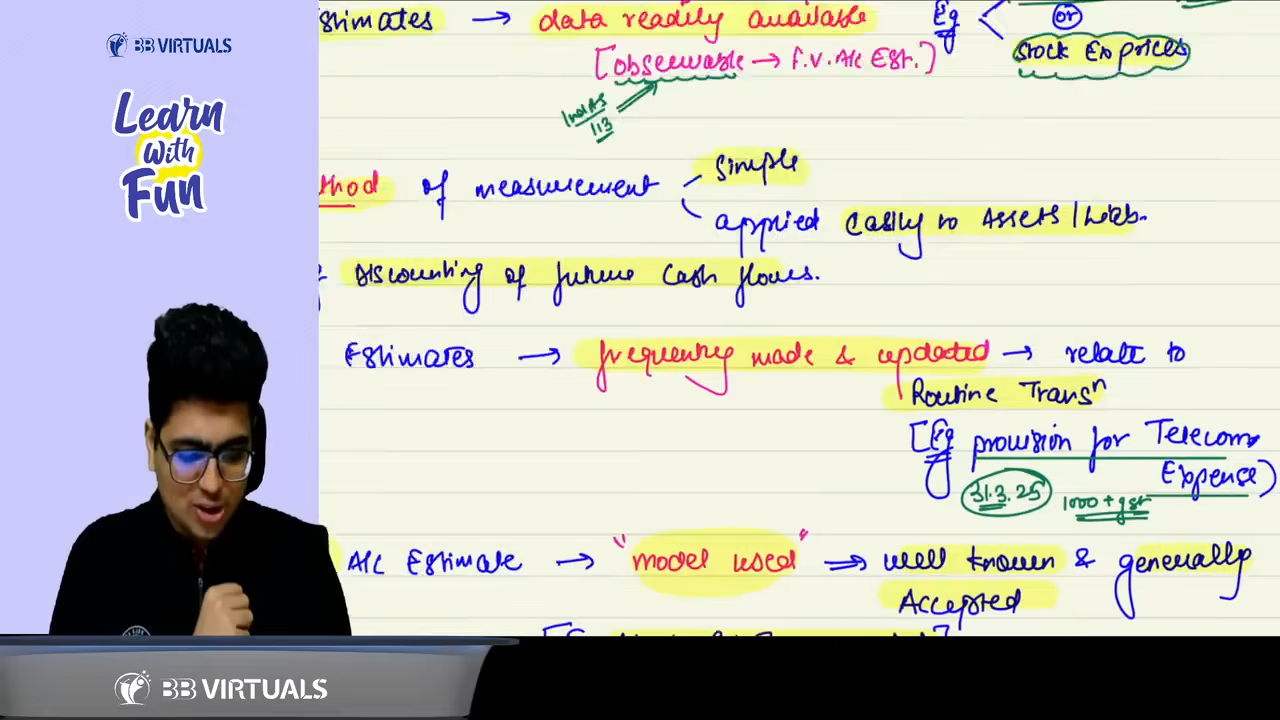 BB VIRTUALS
Learn
With
Fun
Estimates → data readily available Eg
(or)
Stock Ex prices
[observable → F.V. A/c Est.]
Ind AS
113
thod of measurement simple
applied easily to Assets / Liab.
discounting of future cash flows.
Estimates → frequently made & updated → relate to
Routine Transⁿ
[Eg provision for Telecom
Expense)
31.3.25 1000 + gst
A/c Estimate → "model used" ⇒ well known & generally
Accepted
BB VIRTUALS